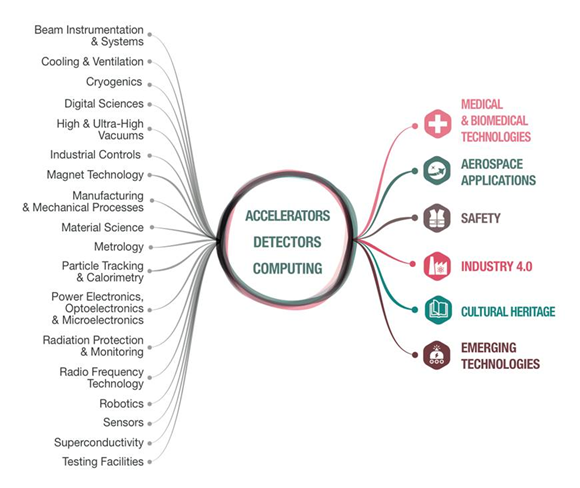 Beam Instrumentation
& Systems
Cooling & Ventilation
Cryogenics
Digital Sciences
High & Ultra-High
Vacuums
Industrial Controls
Magnet Technology
Manufacturing
& Mechanical Processes
Material Science
Metrology
Particle Tracking
& Calorimetry
Power Electronics,
Optoelectronics
& Microelectronics
Radiation Protection
& Monitoring
Radio Frequency
Technology
Robotics
Sensors
Superconductivity
Testing Facilities
ACCELERATORS
DETECTORS
COMPUTING
MEDICAL
& BIOMEDICAL
TECHNOLOGIES
AEROSPACE
APPLICATIONS
SAFETY
INDUSTRY 4.0
CULTURAL HERITAGE
EMERGING
TECHNOLOGIES